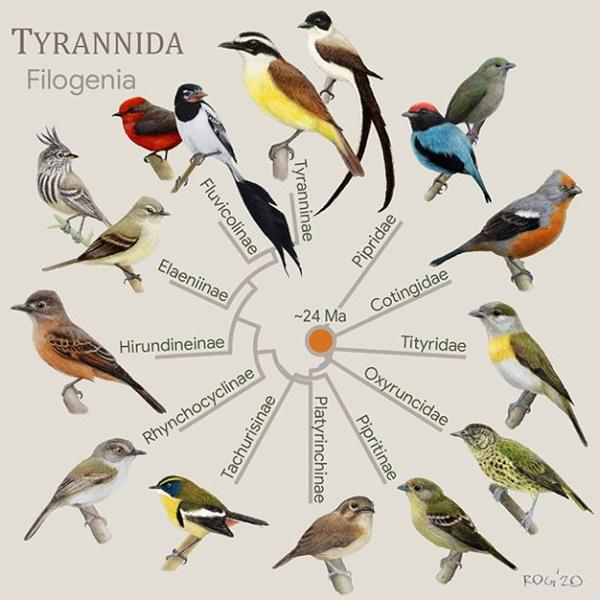 TYRANNIDA
Filogenia
Tyranninae
Fluvicolinae
Pipridae
Elaeniinae
Cotingidae
~24 Ma
Hirundineinae
Tityridae
Rhynchocyclinae
Oxyruncidae
Tachurisinae
Platyrinchinae
Pipritinae
ROG'20